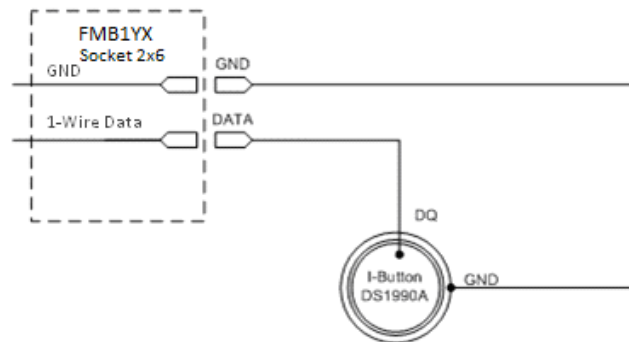 FMB1YX
Socket 2x6
GND
GND
1-Wire Data
DATA
DQ
I-Button
DS1990A
GND